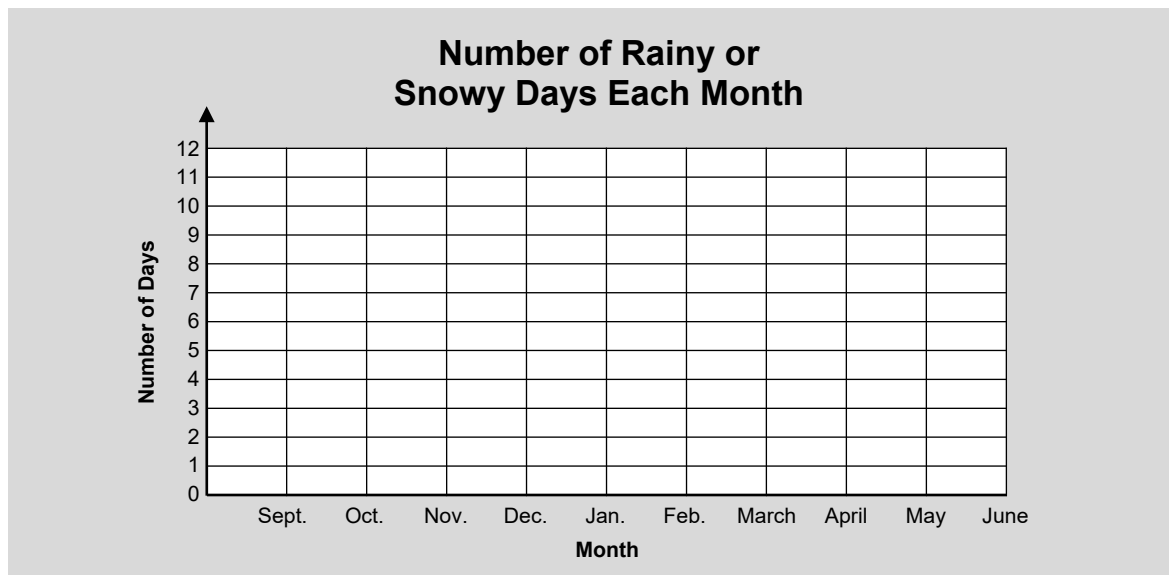 Number of Rainy or
Snowy Days Each Month
12
11
10
9
8
7
6
5
4
3
2
1
0
Number of Days
Sept. Oct. Nov. Dec. Jan. Feb. March April May June
Month